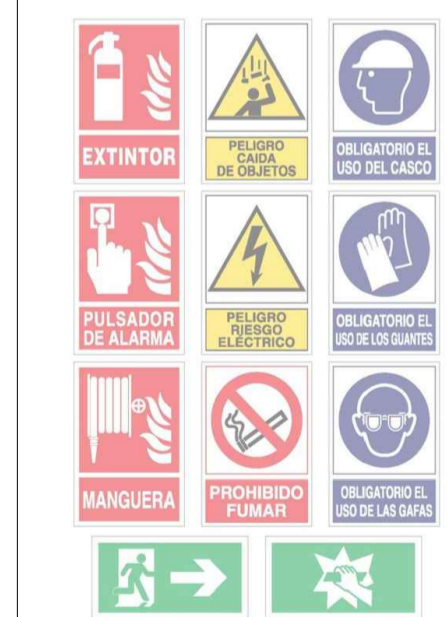 EXTINTOR
PELIGRO
CAIDA
DE OBJETOS
OBLIGATORIO EL
USO DEL CASCO
PULSADOR
DE ALARMA
PELIGRO
RIESGO
ELÉCTRICO
OBLIGATORIO EL
USO DE LOS GUANTES
MANGUERA
PROHIBIDO
FUMAR
OBLIGATORIO EL
USO DE LAS GAFAS